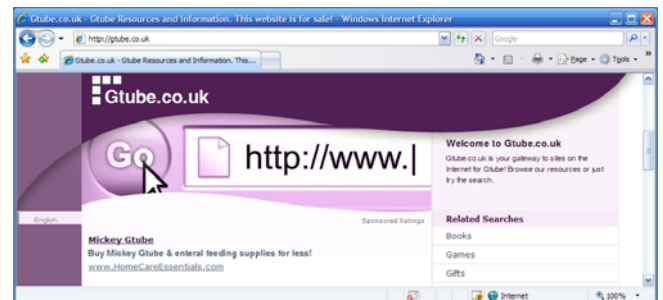 Gtube.co.uk - Gtube Resources and Information. This website is for sale! - Windows Internet Explorer
http://gtube.co.uk
Google
Gtube.co.uk - Gtube Resources and Information. This...
Page
Tools
Gtube.co.uk
Go
http://www.
Welcome to Gtube.co.uk
Gtube.co.uk is your gateway to sites on the
internet for Gtube! Browse our resources or just
try the search.
English
Sponsored listings
Related Searches
Mickey Gtube
Buy Mickey Gtube & enteral feeding supplies for less!
www.HomeCareEssentials.com
Books
Games
Gifts
Internet
100%